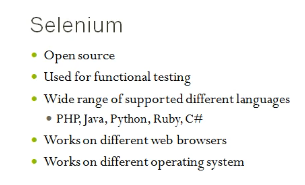 Selenium
• Open source
• Used for functional testing
• Wide range of supported different languages
• PHP, Java, Python, Ruby, C#
• Works on different web browsers
• Works on different operating system